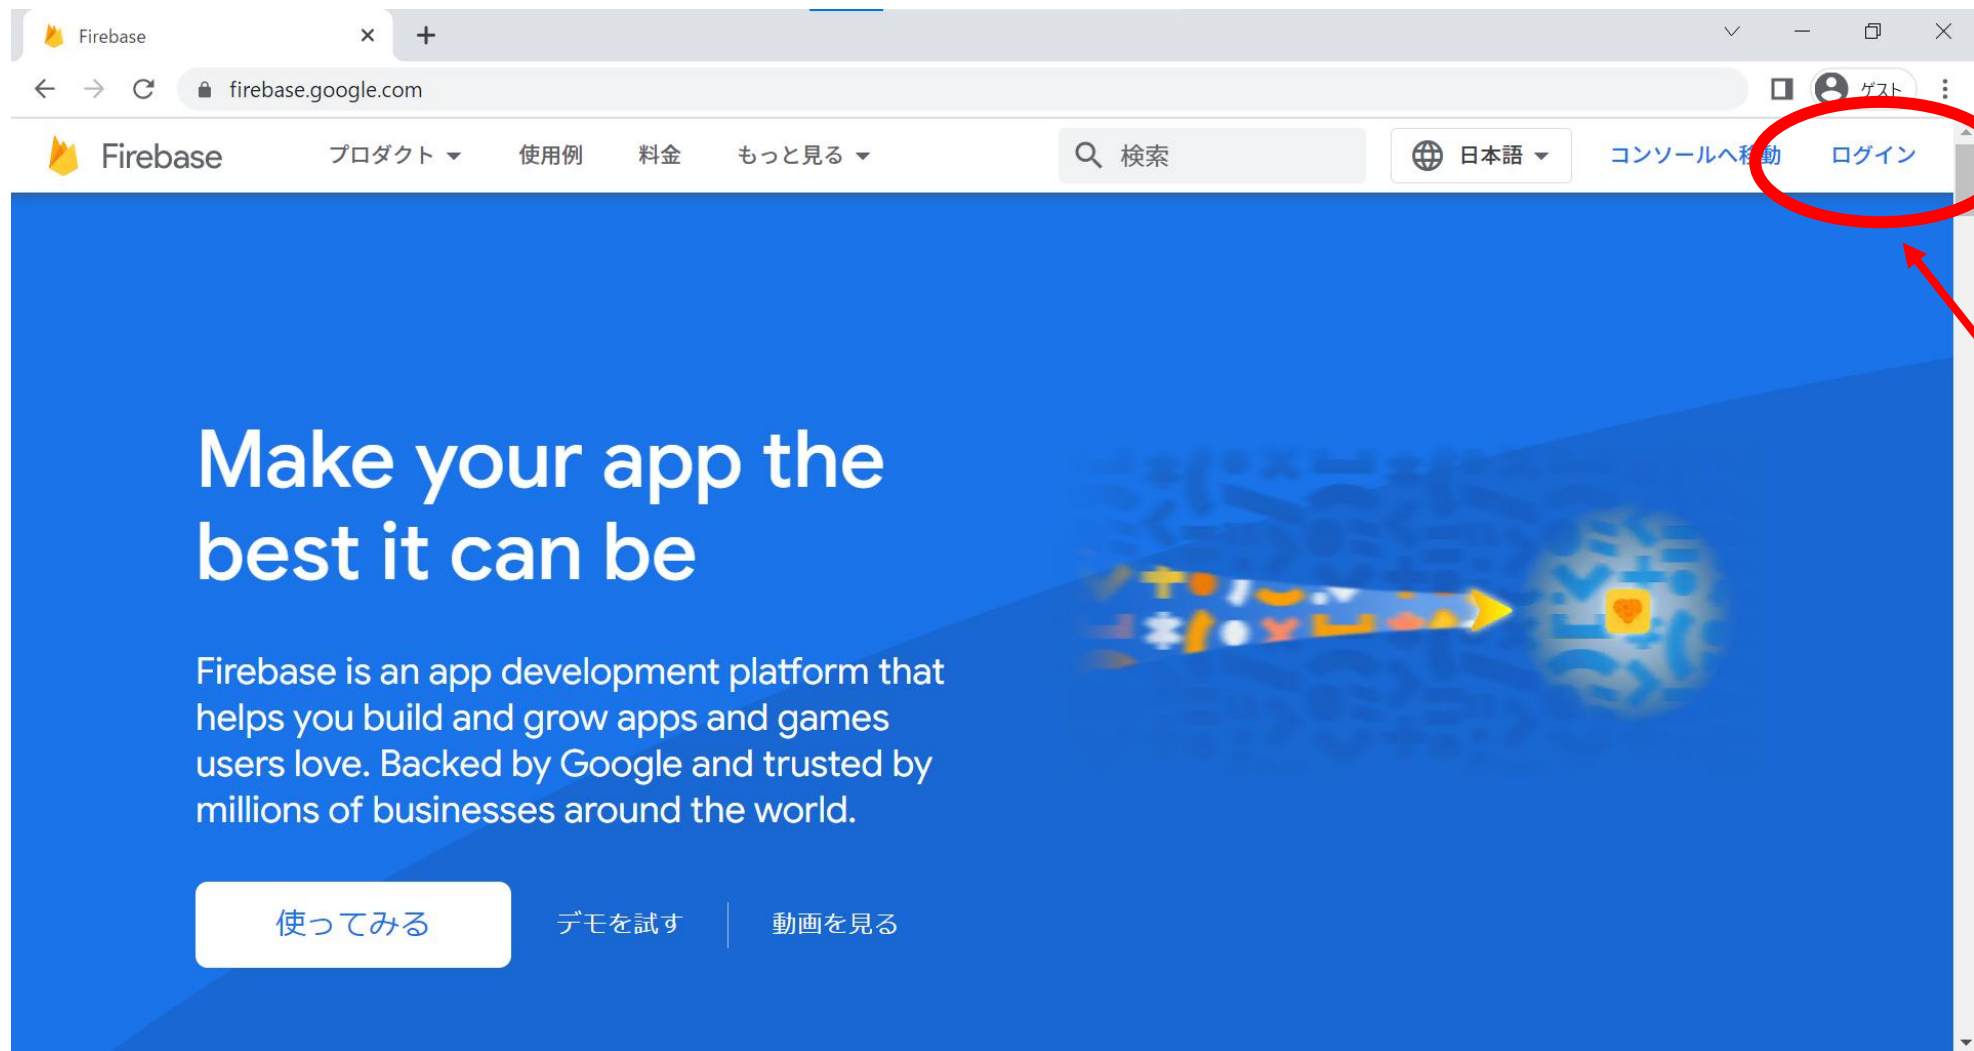 Firebase
firebase.google.com
ゲスト
Firebase
プロダクト
使用例
料金
もっと見る
検索
日本語
コンソールへ移動
ログイン
Make your app the
best it can be
Firebase is an app development platform that
helps you build and grow apps and games
users love. Backed by Google and trusted by
millions of businesses around the world.
使ってみる
デモを試す
動画を見る